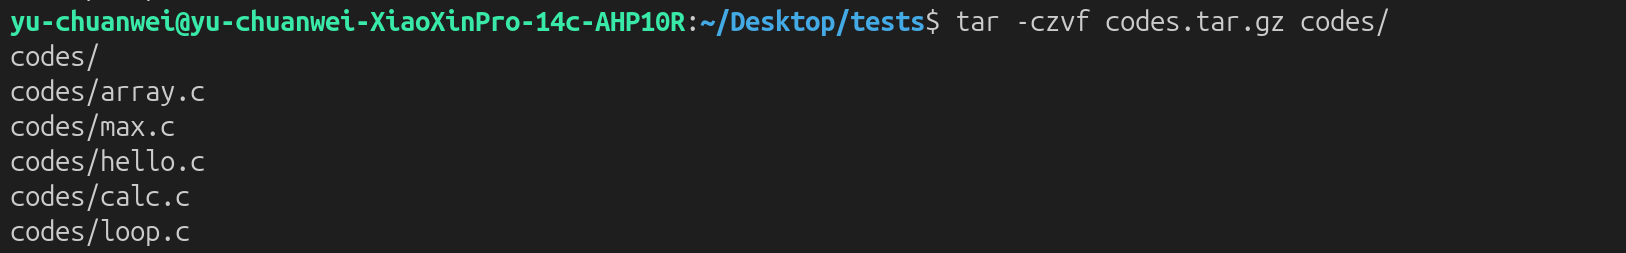 yu-chuanwei@yu-chuanwei-XiaoXinPro-14c-AHP10R:~/Desktop/tests$ tar -czvf codes.tar.gz codes/
codes/
codes/array.c
codes/max.c
codes/hello.c
codes/calc.c
codes/loop.c